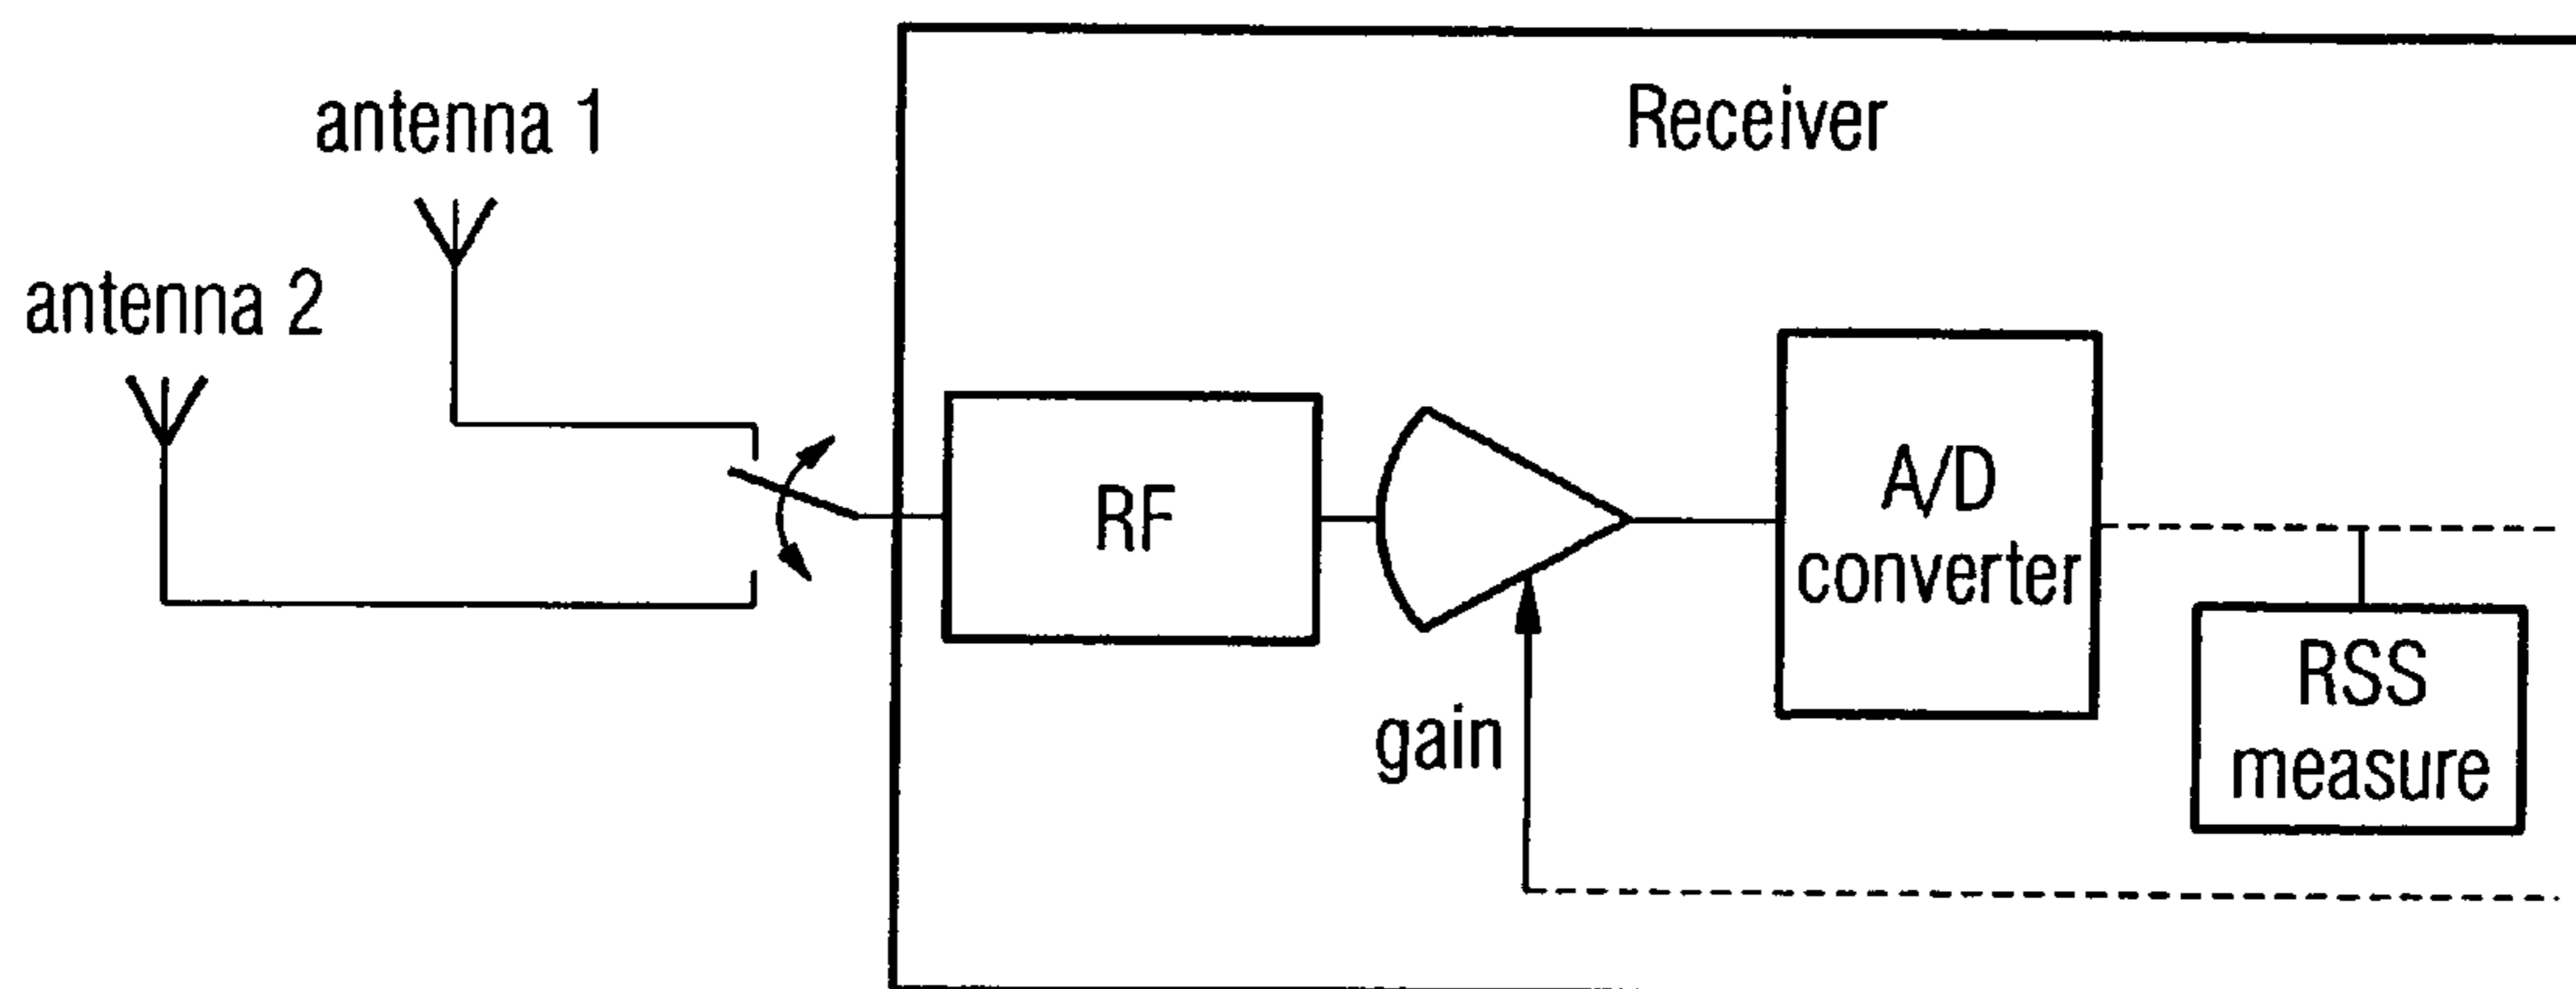 Receiver
antenna 1
antenna 2
RF
A/D
converter
RSS
measure
gain